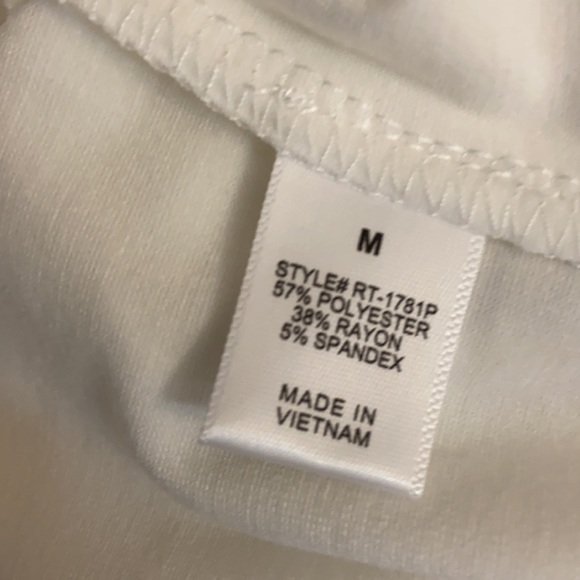 M
STYLE# RT-1781P
57% POLYESTER
38% RAYON
5% SPANDEX
MADE IN
VIETNAM